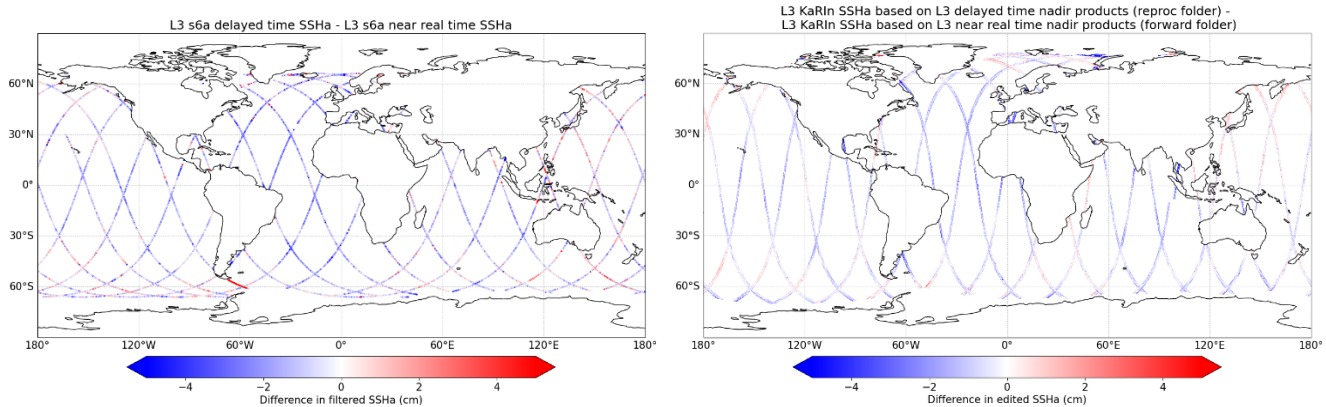 L3 s6a delayed time SSHa - L3 s6a near real time SSHa
60°N
30°N
0°
30°S
60°S
180°
120°W
60°W
0°
60°E
120°E
180°
−4
−2
0
2
4
Difference in filtered SSHa (cm)
L3 KaRIn SSHa based on L3 delayed time nadir products (reproc folder) -
L3 KaRIn SSHa based on L3 near real time nadir products (forward folder)
60°N
30°N
0°
30°S
60°S
180°
120°W
60°W
0°
60°E
120°E
180°
−4
−2
0
2
4
Difference in edited SSHa (cm)